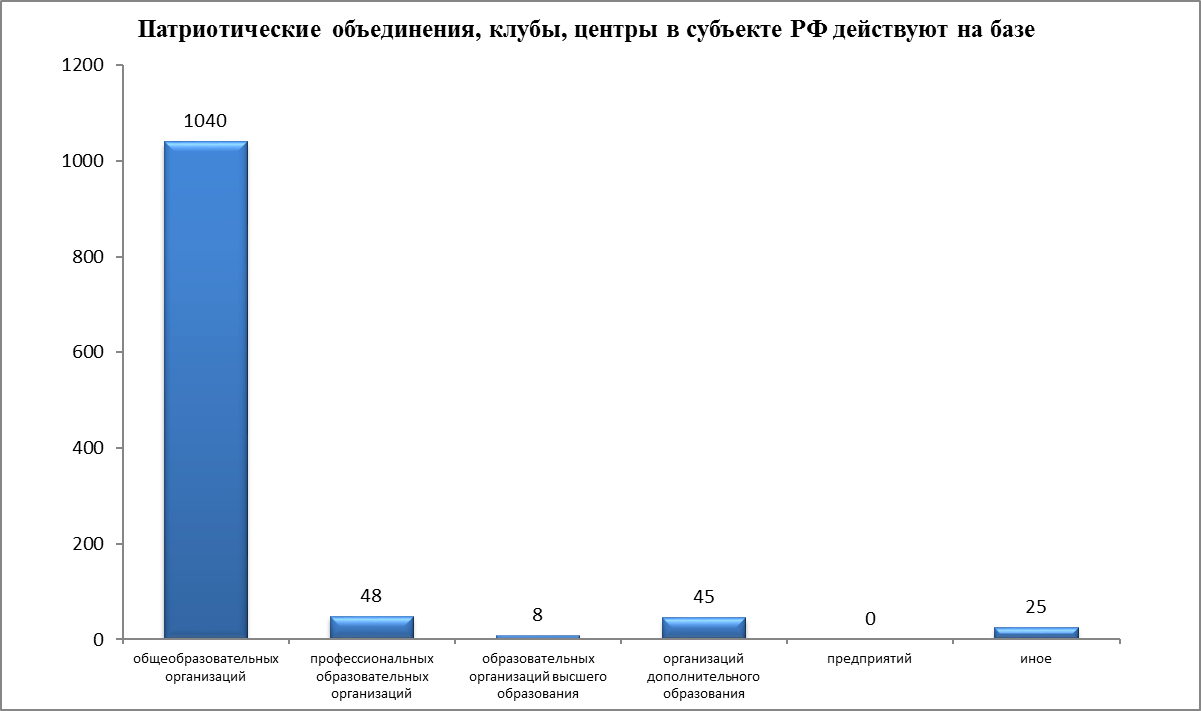 Патриотические объединения, клубы, центры в субъекте РФ действуют на базе
1200
1000
800
600
400
200
0
1040
48
8
45
0
25
общеобразовательных
организаций
профессиональных
образовательных
организаций
образовательных
организаций высшего
образования
организаций
дополнительного
образования
предприятий
иное